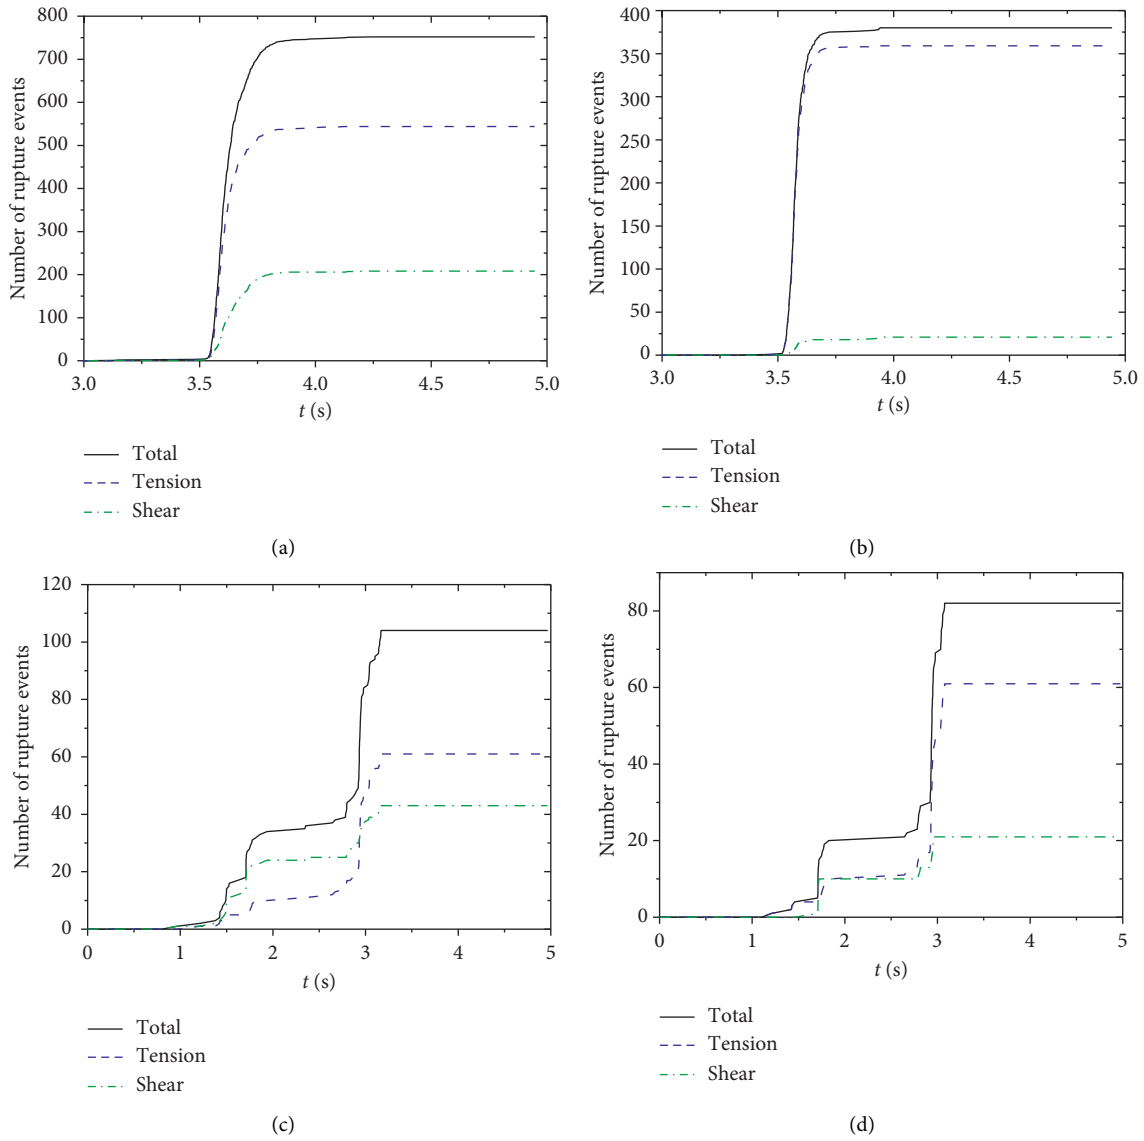 800
700
600
500
400
300
200
100
0
Number of rupture events
3.0 3.5 4.0 4.5 5.0
t (s)
Total
Tension
Shear
(a)
400
350
300
250
200
150
100
50
0
Number of rupture events
3.0 3.5 4.0 4.5 5.0
t (s)
Total
Tension
Shear
(b)
120
100
80
60
40
20
0
Number of rupture events
0 1 2 3 4 5
t (s)
Total
Tension
Shear
(c)
80
60
40
20
0
Number of rupture events
0 1 2 3 4 5
t (s)
Total
Tension
Shear
(d)